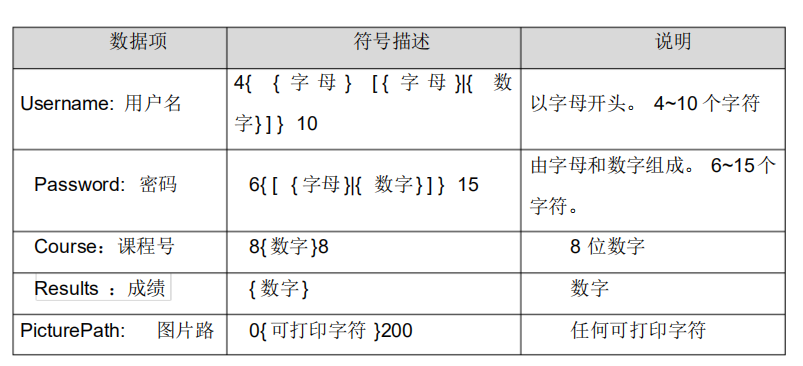 数据项 符号描述 说明
Username: 用户名 4{ {字母} [{字母}|{ 数 以字母开头。 4~10 个字符
字}]} 10
Password: 密码 6{[ {字母}|{ 数字}]} 15 由字母和数字组成。 6~15个
字符。
Course：课程号 8{数字}8 8 位数字
Results ：成绩 {数字} 数字
PicturePath: 图片路 0{可打印字符 }200 任何可打印字符